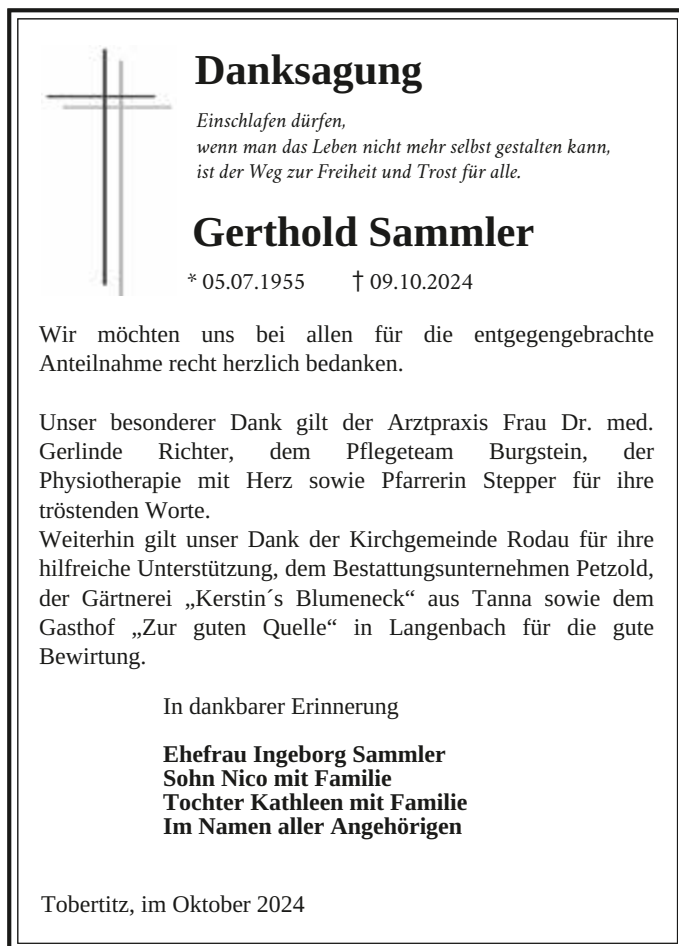 Danksagung
Einschlafen dürfen,
wenn man das Leben nicht mehr selbst gestalten kann,
ist der Weg zur Freiheit und Trost für alle.
Gerthold Sammler
* 05.07.1955 † 09.10.2024
Wir möchten uns bei allen für die entgegengebrachte
Anteilnahme recht herzlich bedanken.
Unser besonderer Dank gilt der Arztpraxis Frau Dr. med.
Gerlinde Richter, dem Pflegeteam Burgstein, der
Physiotherapie mit Herz sowie Pfarrerin Stepper für ihre
tröstenden Worte.
Weiterhin gilt unser Dank der Kirchgemeinde Rodau für ihre
hilfreiche Unterstützung, dem Bestattungsunternehmen Petzold,
der Gärtnerei „Kerstin´s Blumeneck“ aus Tanna sowie dem
Gasthof „Zur guten Quelle“ in Langenbach für die gute
Bewirtung.
In dankbarer Erinnerung
Ehefrau Ingeborg Sammler
Sohn Nico mit Familie
Tochter Kathleen mit Familie
Im Namen aller Angehörigen
Tobertitz, im Oktober 2024